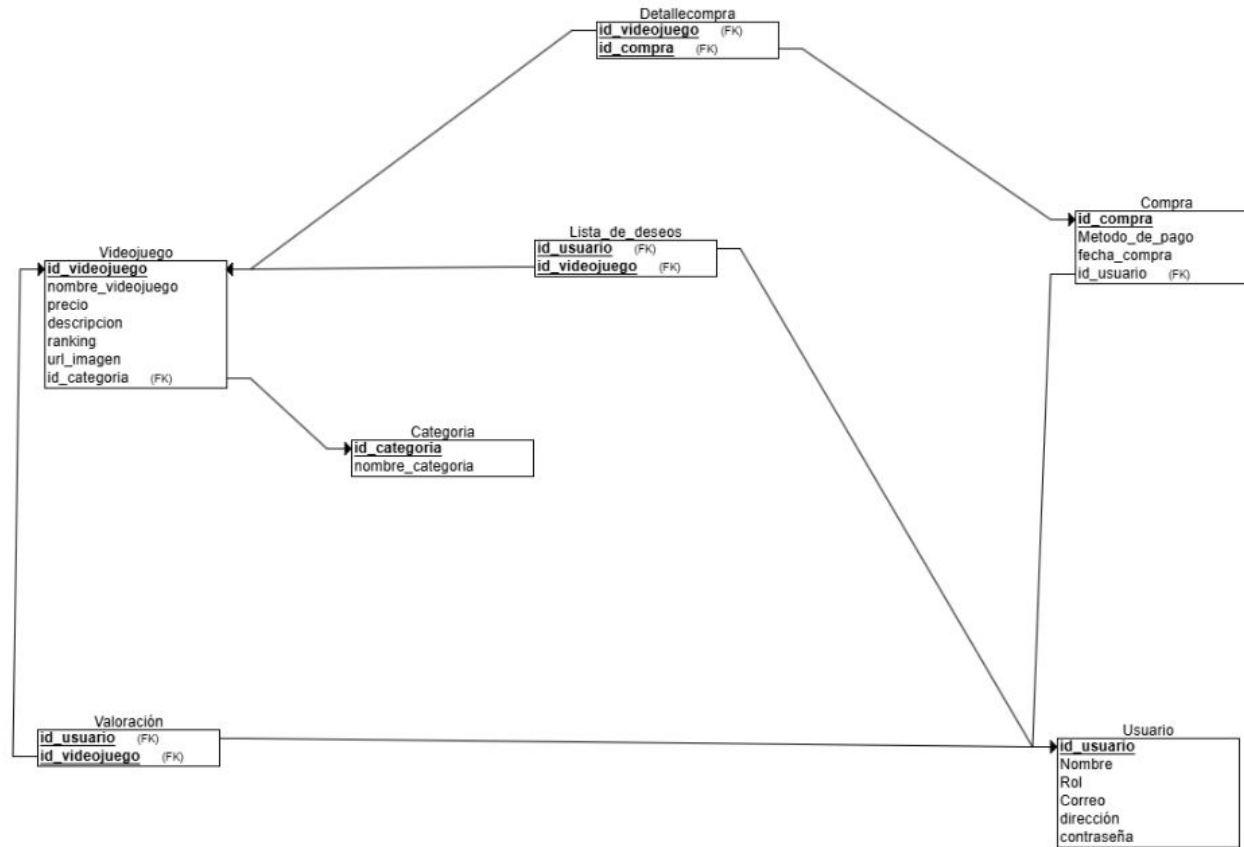 Detallecompra
id_videojuego (FK)
id_compra (FK)
Compra
id_compra
Metodo_de_pago
fecha_compra
id_usuario (FK)
Lista_de_deseos
id_usuario (FK)
id_videojuego (FK)
Videojuego
id_videojuego
nombre_videojuego
precio
descripcion
ranking
url_imagen
id_categoria (FK)
Categoria
id_categoria
nombre_categoria
Valoración
id_usuario (FK)
id_videojuego (FK)
Usuario
id_usuario
Nombre
Rol
Correo
dirección
contraseña